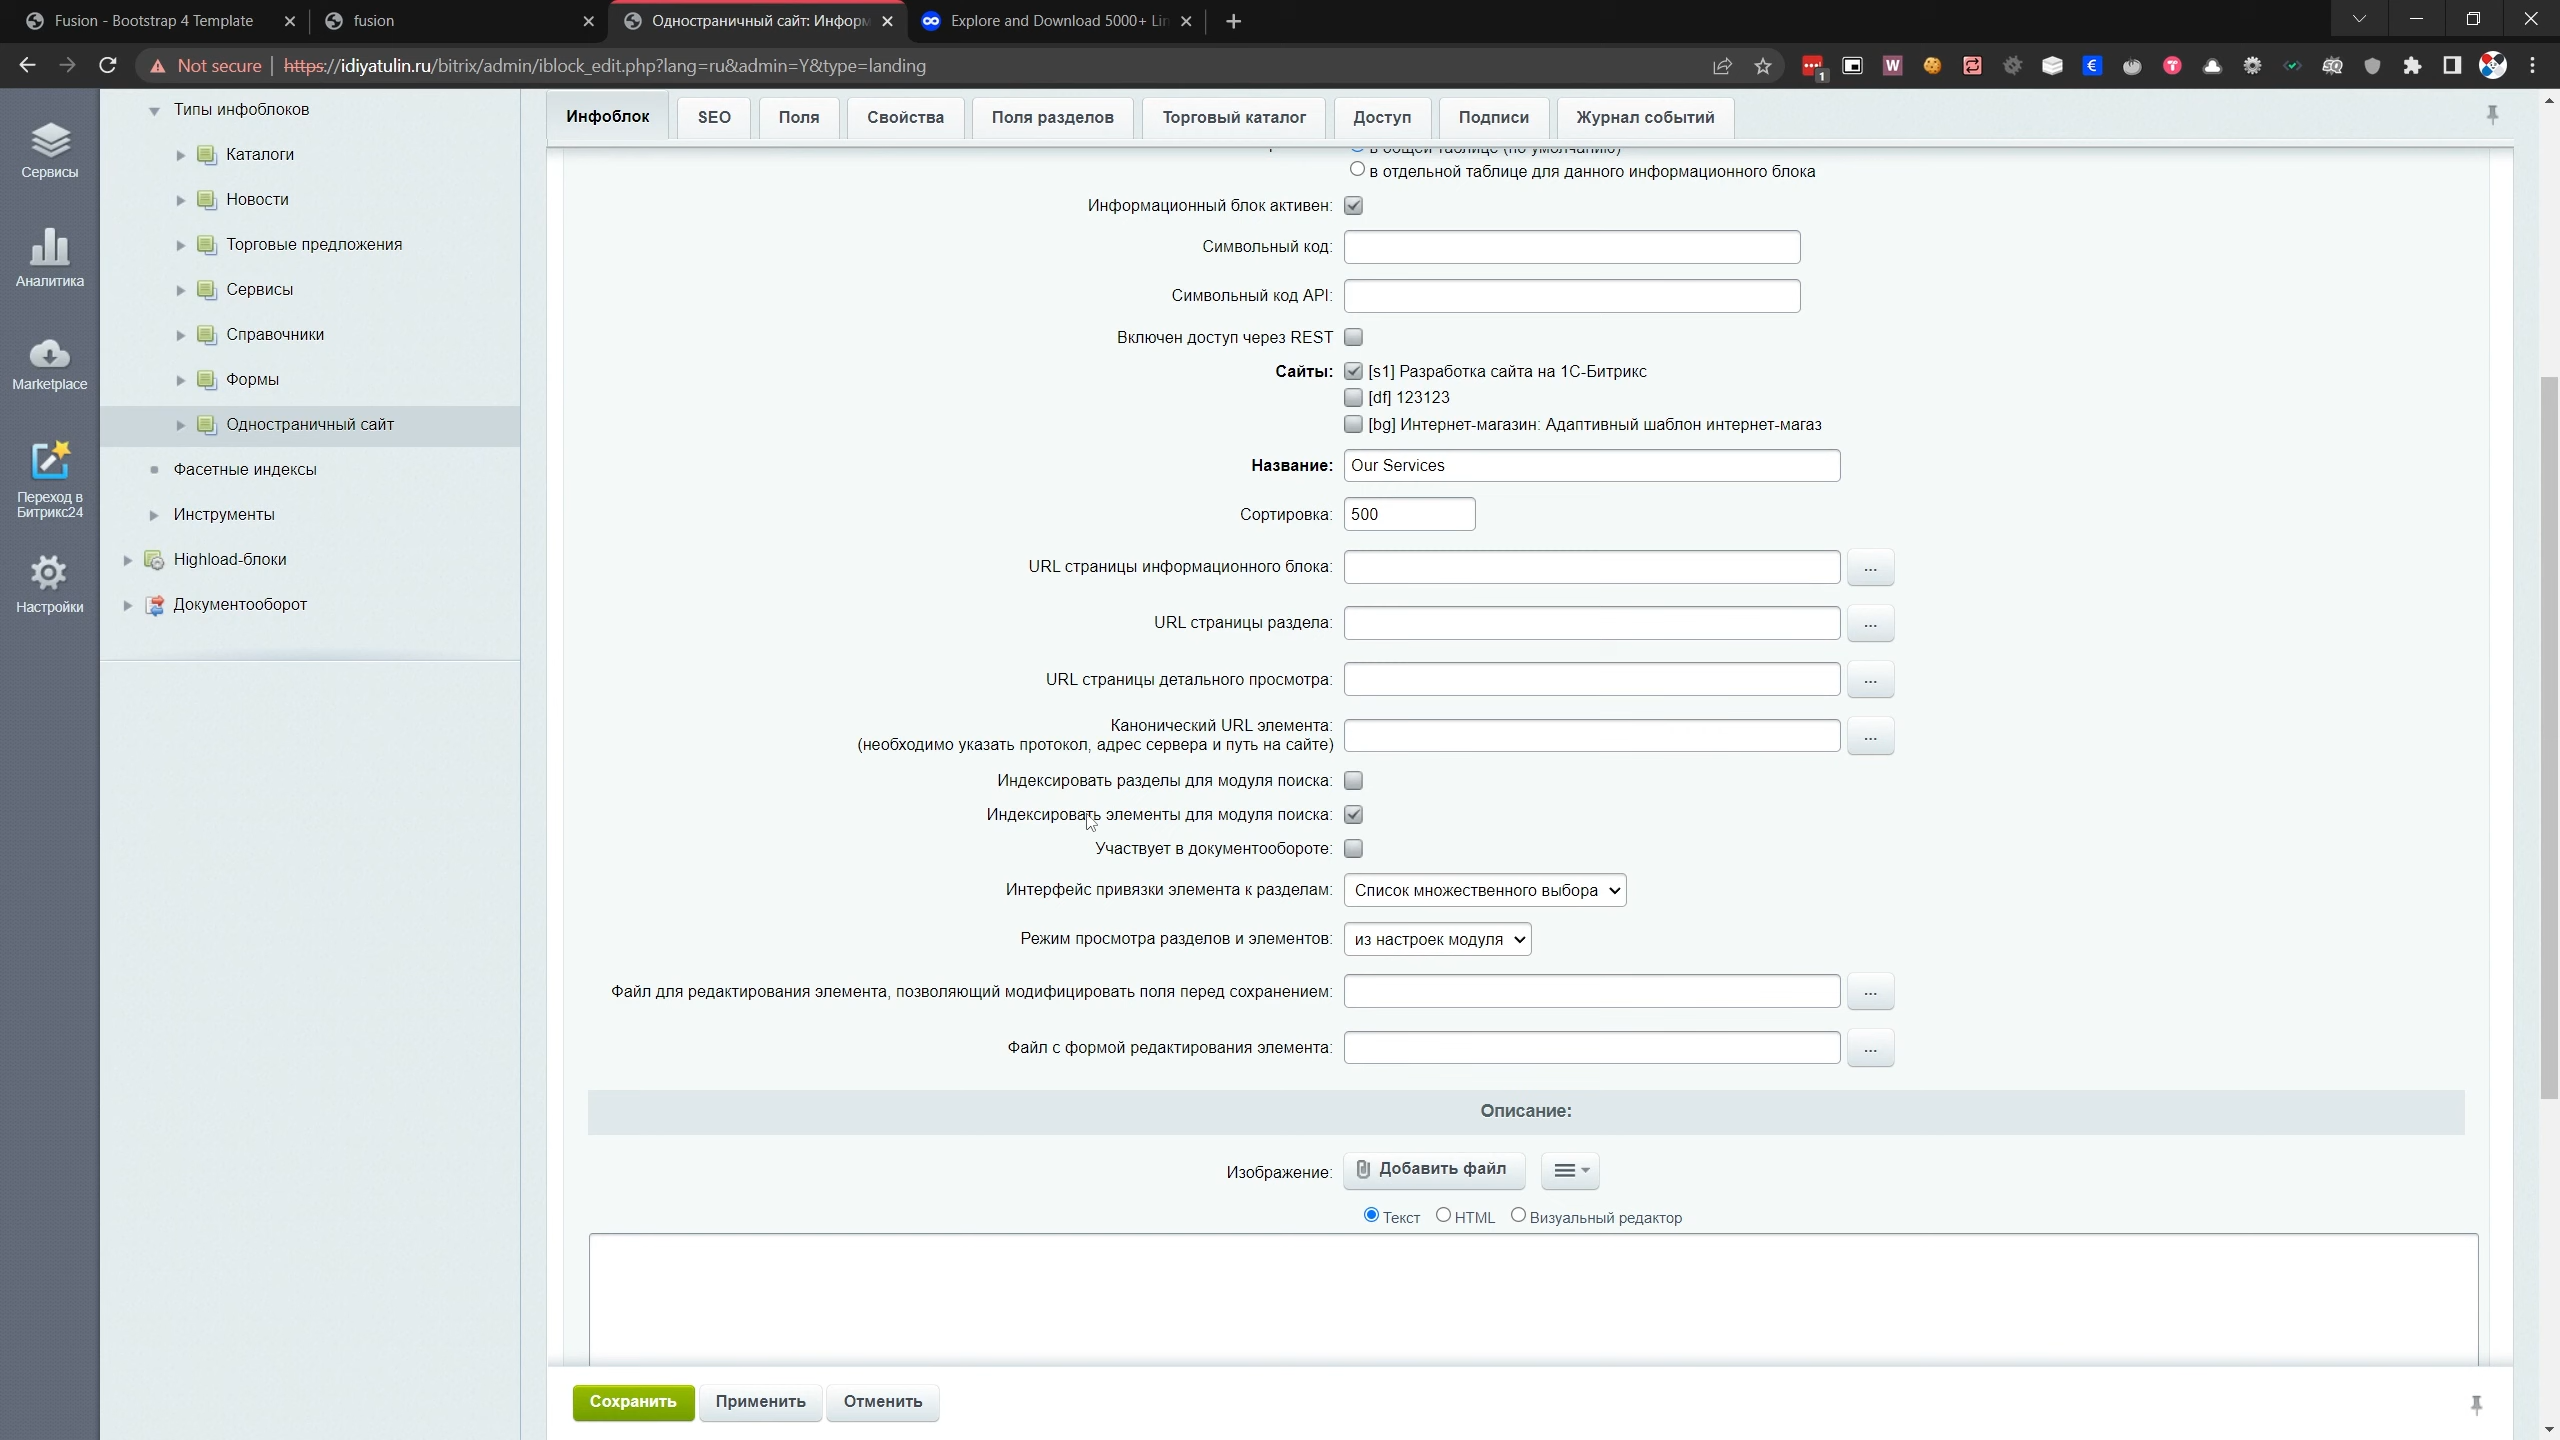 Fusion - Bootstrap 4 Template
fusion
Одностраничный сайт: Информ
Explore and Download 5000+ Lin
Not secure
https://idiyatulin.ru/bitrix/admin/iblock_edit.php?lang=ru&admin=Y&type=landing
1
Сервисы
Аналитика
Marketplace
Переход в
Битрикс24
Настройки
Типы инфоблоков
Каталоги
Новости
Торговые предложения
Сервисы
Справочники
Формы
Одностраничный сайт
Фасетные индексы
Инструменты
Highload-блоки
Документооборот
Инфоблок
SEO
Поля
Свойства
Поля разделов
Торговый каталог
Доступ
Подписи
Журнал событий
в общей таблице (по умолчанию)
в отдельной таблице для данного информационного блока
Информационный блок активен:
Символьный код:
Символьный код API:
Включен доступ через REST
Сайты: [s1] Разработка сайта на 1С-Битрикс
[df] 123123
[bg] Интернет-магазин: Адаптивный шаблон интернет-магаз
Название: Our Services
Сортировка: 500
URL страницы информационного блока: ...
URL страницы раздела: ...
URL страницы детального просмотра: ...
Канонический URL элемента:
(необходимо указать протокол, адрес сервера и путь на сайте) ...
Индексировать разделы для модуля поиска:
Индексировать элементы для модуля поиска:
Участвует в документообороте:
Интерфейс привязки элемента к разделам: Список множественного выбора
Режим просмотра разделов и элементов: из настроек модуля
Файл для редактирования элемента, позволяющий модифицировать поля перед сохранением: ...
Файл с формой редактирования элемента: ...
Описание:
Изображение: Добавить файл
Текст HTML Визуальный редактор
Сохранить Применить Отменить